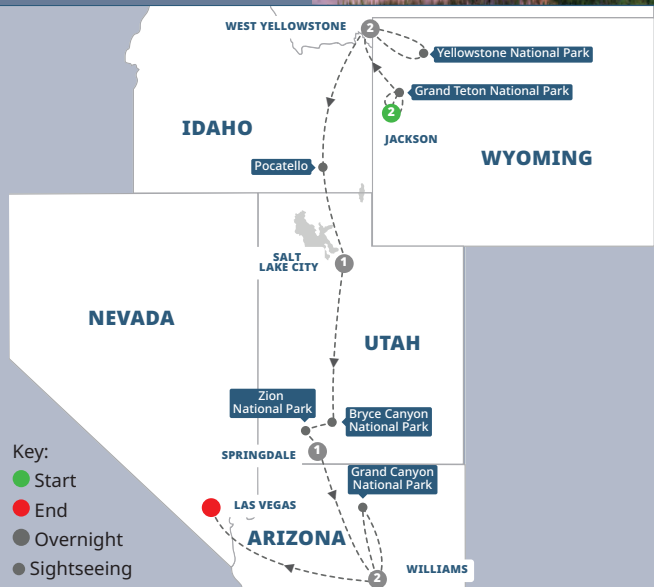 WEST YELLOWSTONE
2
Yellowstone National Park
Grand Teton National Park
2
JACKSON
IDAHO
WYOMING
Pocatello
SALT
LAKE CITY
1
NEVADA
UTAH
Zion
National Park
Bryce Canyon
National Park
SPRINGDALE
1
Grand Canyon
National Park
Key:
Start
End
Overnight
Sightseeing
LAS VEGAS
ARIZONA
WILLIAMS
2